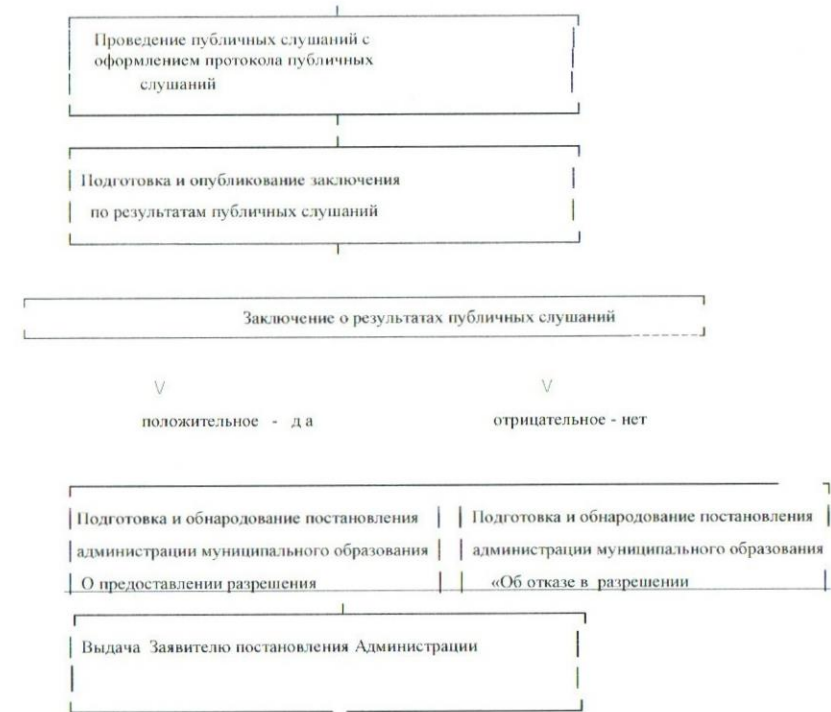 Проведение публичных слушаний с
оформлением протокола публичных
слушаний
Подготовка и опубликование заключения
по результатам публичных слушаний
Заключение о результатах публичных слушаний
V V
положительное - д а отрицательное - нет
Подготовка и обнародование постановления
администрации муниципального образования
О предоставлении разрешения
Подготовка и обнародование постановления
администрации муниципального образования
«Об отказе в разрешении
Выдача Заявителю постановления Администрации